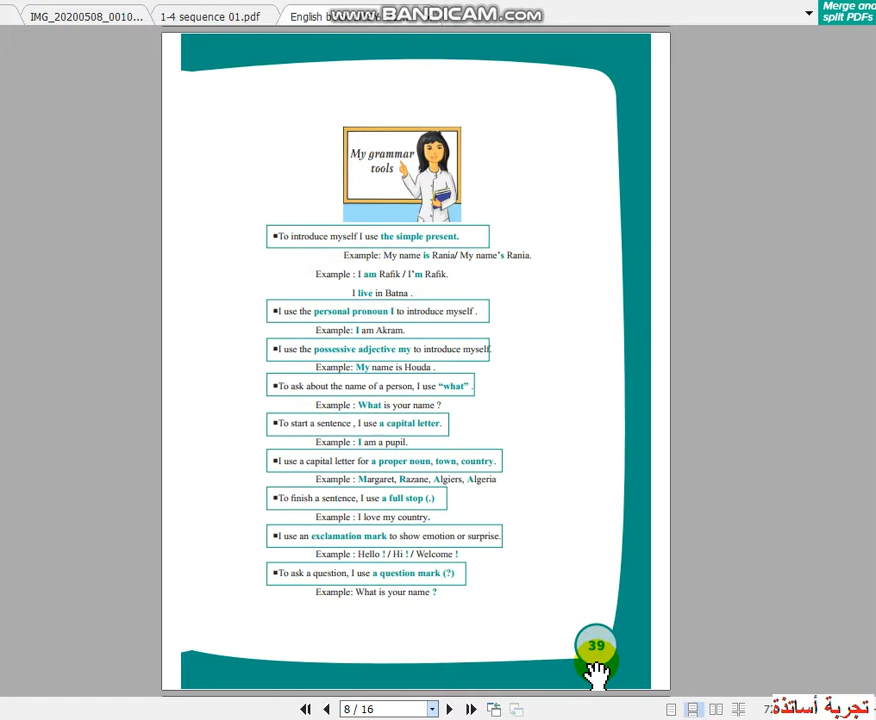 IMG_20200508_0010...
1-4 sequence 01.pdf
English b
www.BANDICAM.com
Merge and
split PDFs
My grammar
tools
▪To introduce myself I use the simple present.
Example: My name is Rania/ My name's Rania.
Example : I am Rafik / I'm Rafik.
I live in Batna .
▪I use the personal pronoun I to introduce myself .
Example: I am Akram.
▪I use the possessive adjective my to introduce myself.
Example: My name is Houda .
▪To ask about the name of a person, I use “what” .
Example : What is your name ?
▪To start a sentence , I use a capital letter.
Example : I am a pupil.
▪I use a capital letter for a proper noun, town, country.
Example : Margaret, Razane, Algiers, Algeria
▪To finish a sentence, I use a full stop (.)
Example : I love my country.
▪I use an exclamation mark to show emotion or surprise.
Example : Hello ! / Hi ! / Welcome !
▪To ask a question, I use a question mark (?)
Example: What is your name ?
39
8 / 16
تجربة أساتذة